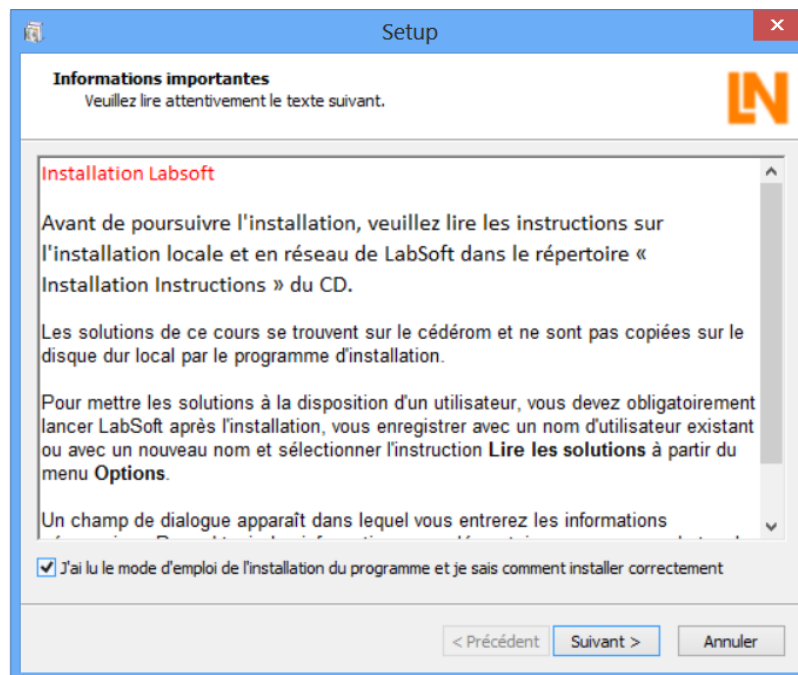 Setup
Informations importantes
Veuillez lire attentivement le texte suivant.
LN
Installation Labsoft
Avant de poursuivre l'installation, veuillez lire les instructions sur
l'installation locale et en réseau de LabSoft dans le répertoire «
Installation Instructions » du CD.
Les solutions de ce cours se trouvent sur le cédérom et ne sont pas copiées sur le
disque dur local par le programme d'installation.
Pour mettre les solutions à la disposition d'un utilisateur, vous devez obligatoirement
lancer LabSoft après l'installation, vous enregistrer avec un nom d'utilisateur existant
ou avec un nouveau nom et sélectionner l'instruction Lire les solutions à partir du
menu Options.
Un champ de dialogue apparaît dans lequel vous entrerez les informations
J'ai lu le mode d'emploi de l'installation du programme et je sais comment installer correctement
< Précédent
Suivant >
Annuler